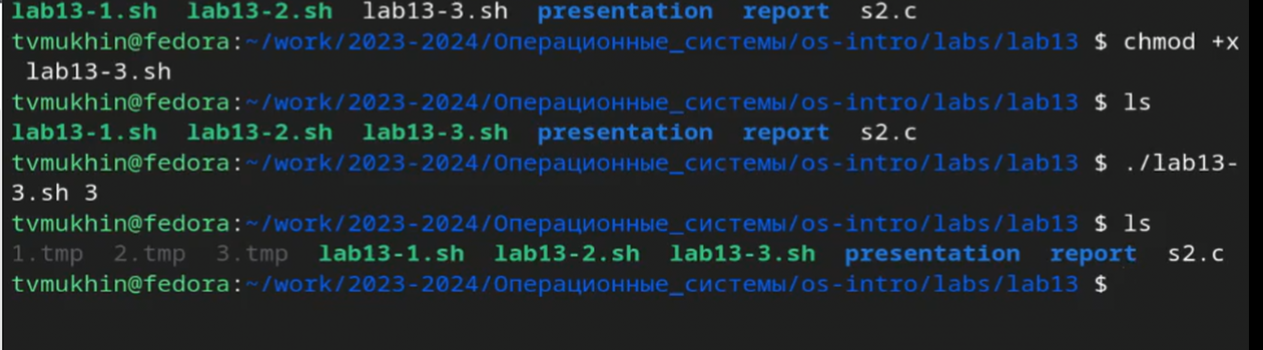 lab13-1.sh lab13-2.sh lab13-3.sh presentation report s2.c
tvmukhin@fedora:~/work/2023-2024/Операционные_системы/os-intro/labs/lab13 $ chmod +x
lab13-3.sh
tvmukhin@fedora:~/work/2023-2024/Операционные_системы/os-intro/labs/lab13 $ ls
lab13-1.sh lab13-2.sh lab13-3.sh presentation report s2.c
tvmukhin@fedora:~/work/2023-2024/Операционные_системы/os-intro/labs/lab13 $ ./lab13-
3.sh 3
tvmukhin@fedora:~/work/2023-2024/Операционные_системы/os-intro/labs/lab13 $ ls
1.tmp 2.tmp 3.tmp lab13-1.sh lab13-2.sh lab13-3.sh presentation report s2.c
tvmukhin@fedora:~/work/2023-2024/Операционные_системы/os-intro/labs/lab13 $